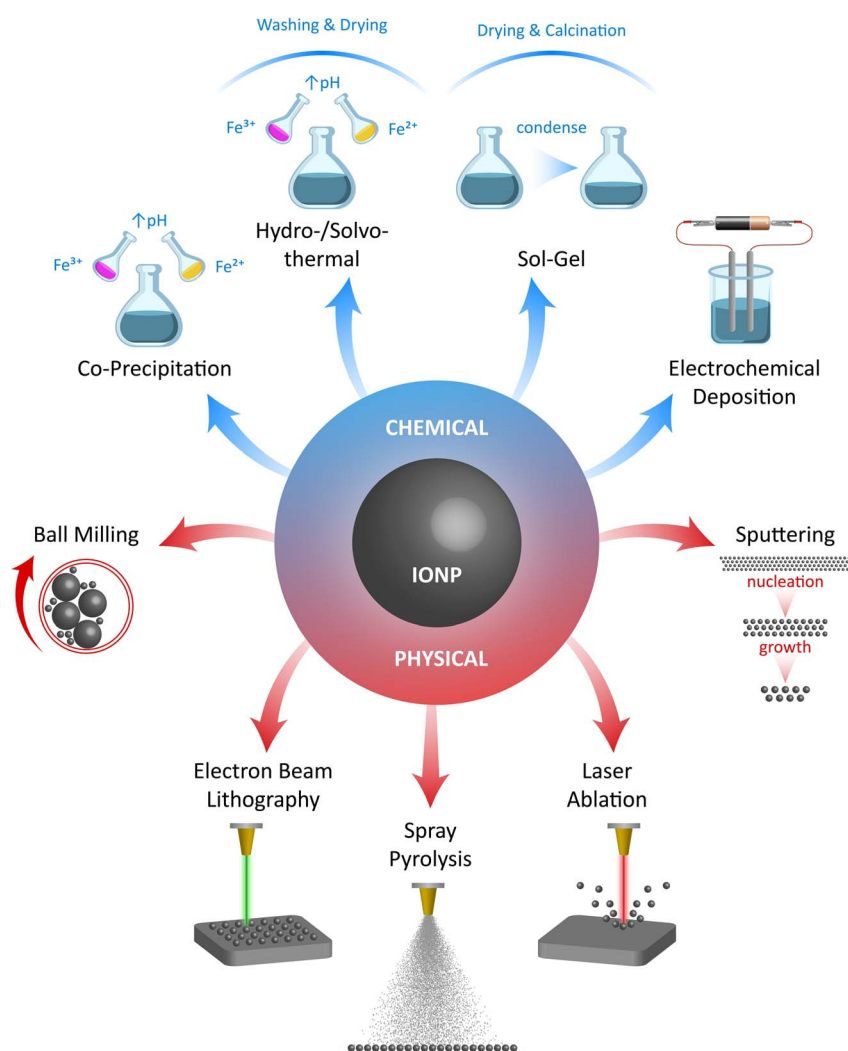 Washing & Drying
Drying & Calcination
↑pH
Fe³⁺
Fe²⁺
condense
Hydro-/Solvo-
thermal
Sol-Gel
↑pH
Fe³⁺
Fe²⁺
Co-Precipitation
Electrochemical
Deposition
CHEMICAL
IONP
PHYSICAL
Ball Milling
Sputtering
nucleation
growth
Electron Beam
Lithography
Spray
Pyrolysis
Laser
Ablation